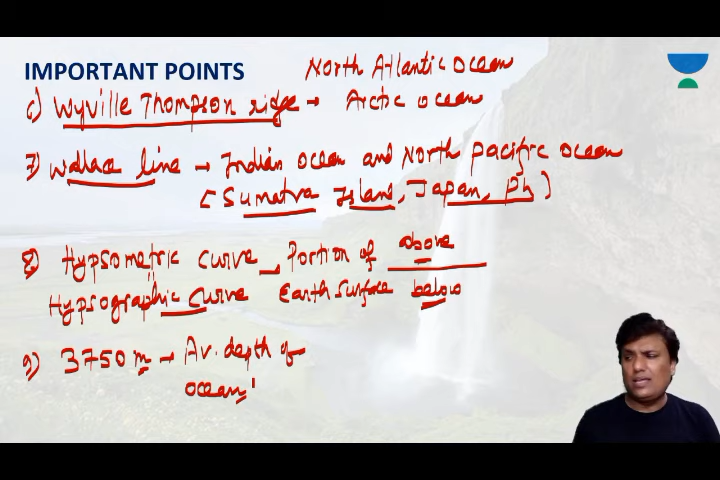 North Atlantic Ocean
IMPORTANT POINTS
c) Wyville Thompson ridge → Arctic ocean
7) Wallace line → Indian ocean and North pacific ocean
(Sumatra Island, Japan, Ph)
8) Hypsometric curve Portion of above
Hypsographic curve Earth surface below
9) 3750 m → Av. depth of
ocean